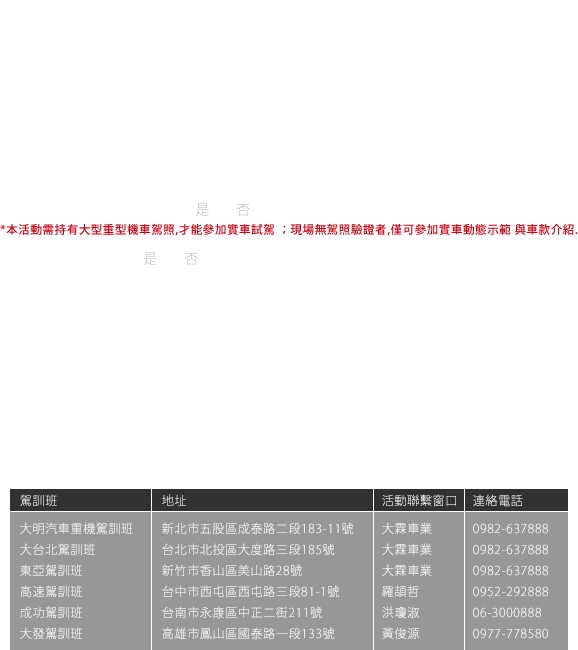 是 否
*本活動需持有大型重型機車駕照,才能參加實車試駕 ；現場無駕照驗證者,僅可參加實車動態示範 與車款介紹.
是 否
駕訓班 地址 活動聯繫窗口 連絡電話
大明汽車重機駕訓班 新北市五股區成泰路二段183-11號 大霖車業 0982-637888
大台北駕訓班 台北市北投區大度路三段185號 大霖車業 0982-637888
東亞駕訓班 新竹市香山區美山路28號 大霖車業 0982-637888
高速駕訓班 台中市西屯區西屯路三段81-1號 羅頡哲 0952-292888
成功駕訓班 台南市永康區中正二街211號 洪瓊淑 06-3000888
大發駕訓班 高雄市鳳山區國泰路一段133號 黃俊源 0977-778580